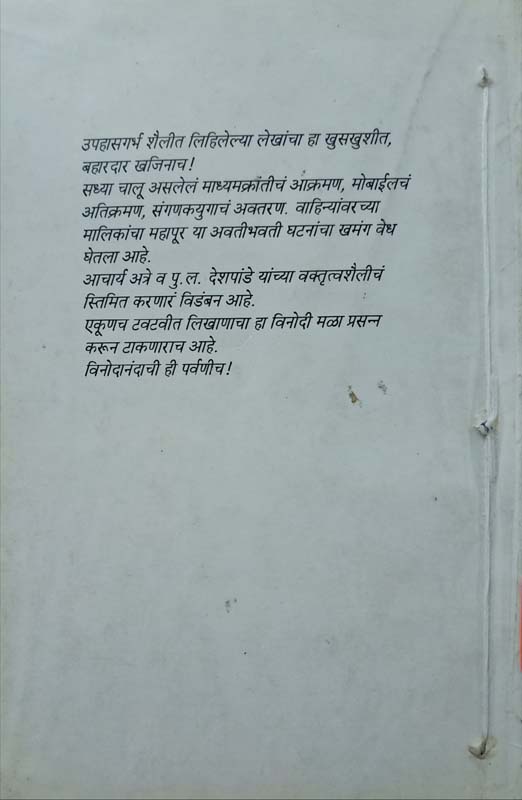 उपहासगर्भ शैलीत लिहिलेल्या लेखांचा हा खुसखुशीत,
बहारदार खजिनाच!
सध्या चालू असलेलं माध्यमक्रांतीचं आक्रमण, मोबाईलचं
अतिक्रमण, संगणकयुगाचं अवतरण. वाहिन्यांवरच्या
मालिकांचा महापूर या अवतीभवती घटनांचा खमंग वेध
घेतला आहे.
आचार्य अत्रे व पु.ल. देशपांडे यांच्या वक्तृत्वशैलीचं
स्तिमित करणारं विडंबन आहे.
एकूणच टवटवीत लिखाणाचा हा विनोदी मळा प्रसन्न
करून टाकणाराच आहे.
विनोदानंदाची ही पर्वणीच!